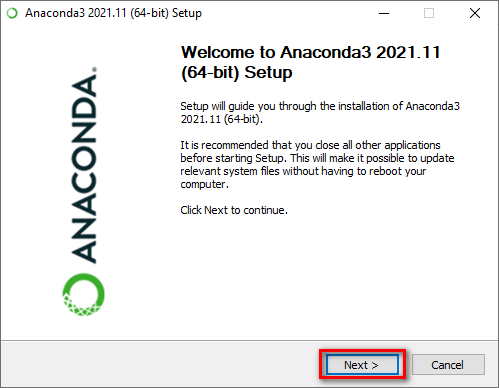 Anaconda3 2021.11 (64-bit) Setup
Welcome to Anaconda3 2021.11
(64-bit) Setup
ANACONDA.
Setup will guide you through the installation of Anaconda3
2021.11 (64-bit).
It is recommended that you close all other applications
before starting Setup. This will make it possible to update
relevant system files without having to reboot your
computer.
Click Next to continue.
Next >
Cancel